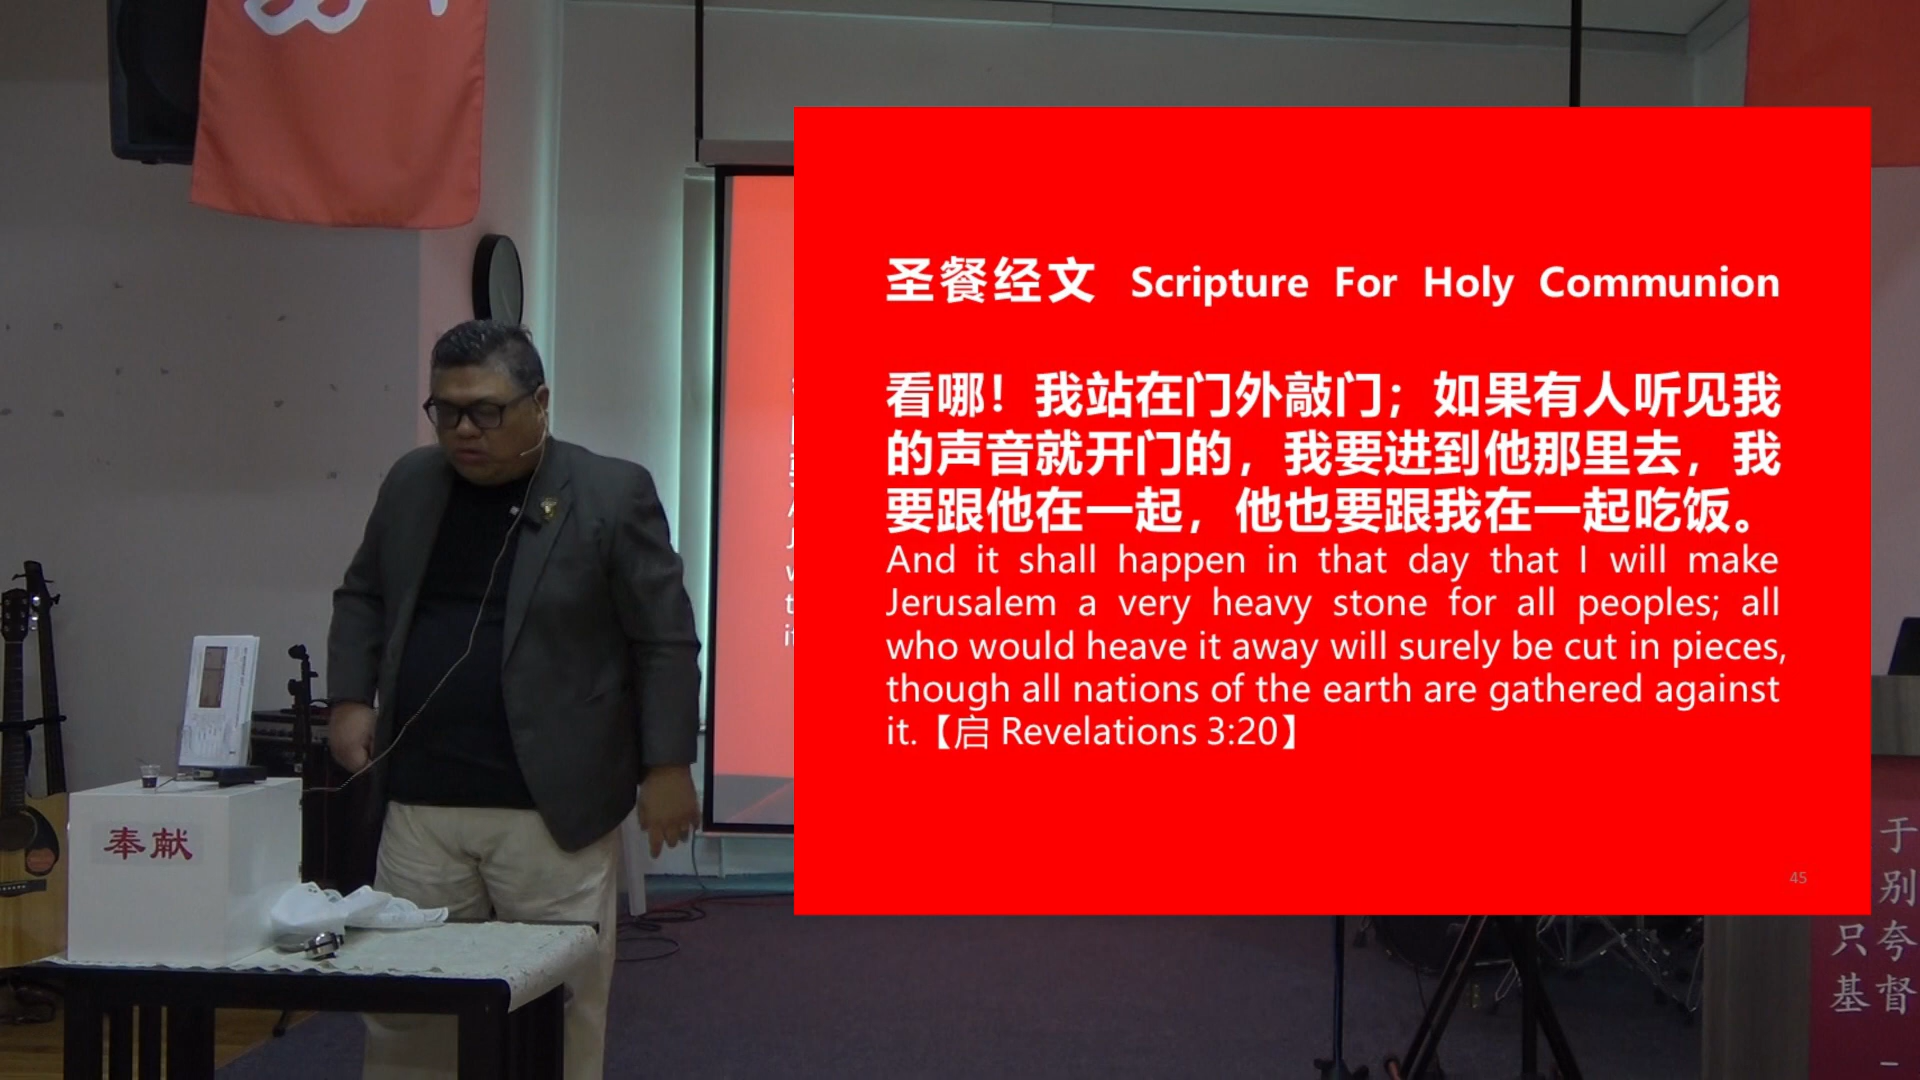 圣餐经文 Scripture For Holy Communion
看哪！我站在门外敲门；如果有人听见我
的声音就开门的，我要进到他那里去，我
要跟他在一起，他也要跟我在一起吃饭。
And it shall happen in that day that I will make
Jerusalem a very heavy stone for all peoples; all
who would heave it away will surely be cut in pieces,
though all nations of the earth are gathered against
it.【启 Revelations 3:20】
45
奉献
于
别
只夸
基督